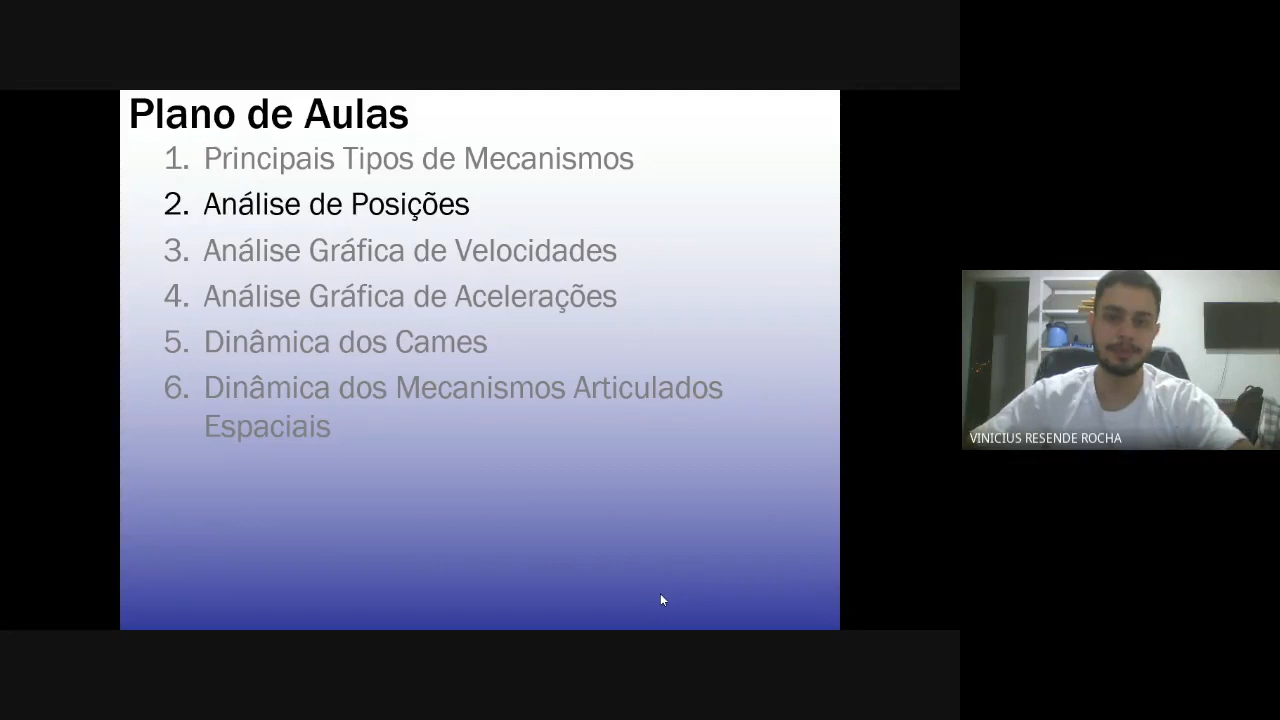 Plano de Aulas
1. Principais Tipos de Mecanismos
2. Análise de Posições
3. Análise Gráfica de Velocidades
4. Análise Gráfica de Acelerações
5. Dinâmica dos Cames
6. Dinâmica dos Mecanismos Articulados
Espaciais
VINICIUS RESENDE ROCHA